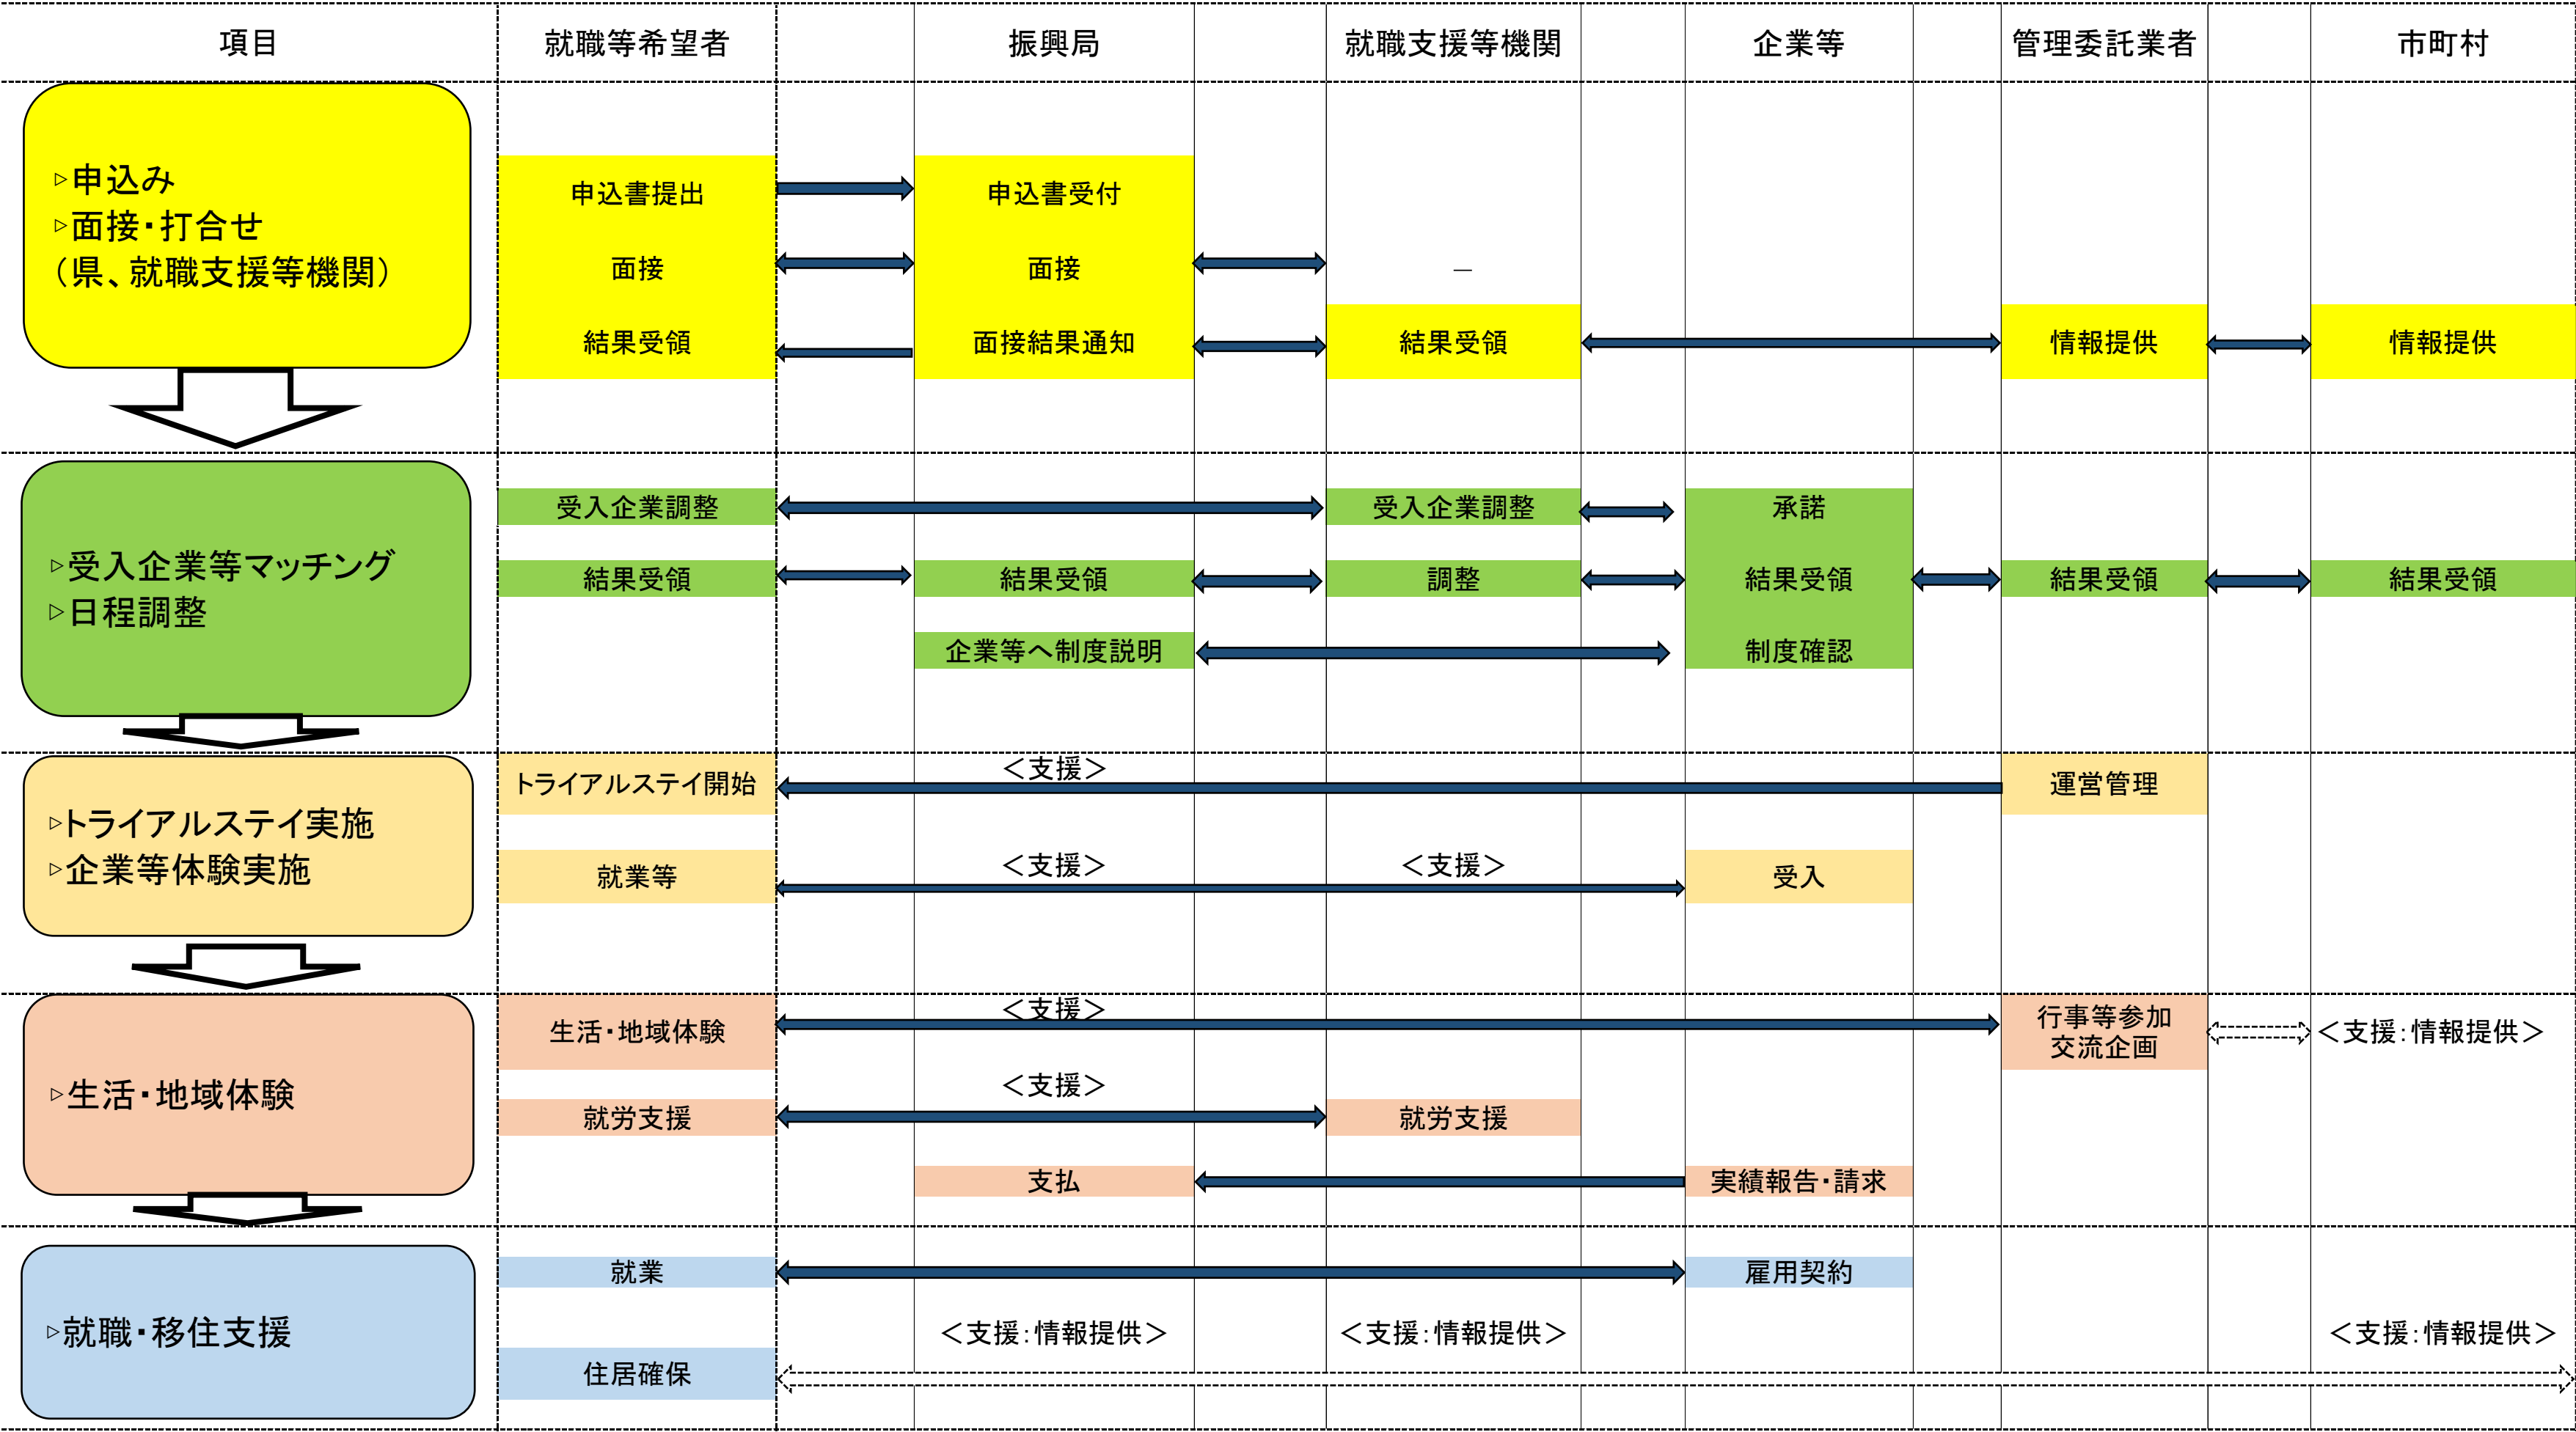 項目
就職等希望者
振興局
就職支援等機関
企業等
管理委託業者
市町村
▷申込み
▷面接・打合せ
（県、就職支援等機関）
申込書提出
申込書受付
面接
面接
―
結果受領
面接結果通知
結果受領
情報提供
情報提供
▷受入企業等マッチング
▷日程調整
受入企業調整
受入企業調整
承諾
結果受領
結果受領
調整
結果受領
結果受領
結果受領
企業等へ制度説明
制度確認
▷トライアルステイ実施
▷企業等体験実施
トライアルステイ開始
＜支援＞
運営管理
就業等
＜支援＞
＜支援＞
受入
▷生活・地域体験
生活・地域体験
＜支援＞
行事等参加
交流企画
＜支援：情報提供＞
＜支援＞
就労支援
就労支援
支払
実績報告・請求
▷就職・移住支援
就業
雇用契約
＜支援：情報提供＞
＜支援：情報提供＞
＜支援：情報提供＞
住居確保